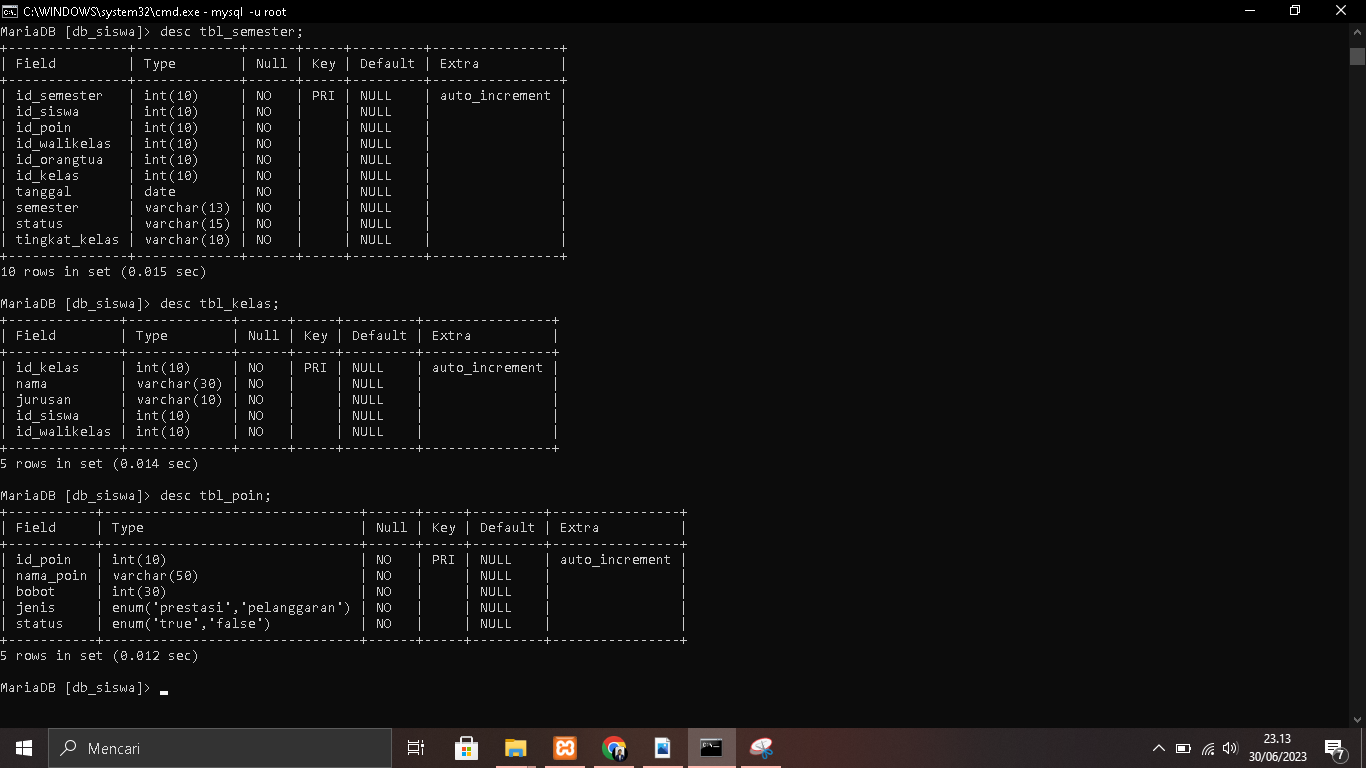 C:\WINDOWS\system32\cmd.exe - mysql  -u root
MariaDB [db_siswa]> desc tbl_semester;
+---------------+-------------+------+-----+---------+----------------+
| Field         | Type        | Null | Key | Default | Extra          |
+---------------+-------------+------+-----+---------+----------------+
| id_semester   | int(10)     | NO   | PRI | NULL    | auto_increment |
| id_siswa      | int(10)     | NO   |     | NULL    |                |
| id_poin       | int(10)     | NO   |     | NULL    |                |
| id_walikelas  | int(10)     | NO   |     | NULL    |                |
| id_orangtua   | int(10)     | NO   |     | NULL    |                |
| id_kelas      | int(10)     | NO   |     | NULL    |                |
| tanggal       | date        | NO   |     | NULL    |                |
| semester      | varchar(13) | NO   |     | NULL    |                |
| status        | varchar(15) | NO   |     | NULL    |                |
| tingkat_kelas | varchar(10) | NO   |     | NULL    |                |
+---------------+-------------+------+-----+---------+----------------+
10 rows in set (0.015 sec)
MariaDB [db_siswa]> desc tbl_kelas;
+--------------+-------------+------+-----+---------+----------------+
| Field        | Type        | Null | Key | Default | Extra          |
+--------------+-------------+------+-----+---------+----------------+
| id_kelas     | int(10)     | NO   | PRI | NULL    | auto_increment |
| nama         | varchar(30) | NO   |     | NULL    |                |
| jurusan      | varchar(10) | NO   |     | NULL    |                |
| id_siswa     | int(10)     | NO   |     | NULL    |                |
| id_walikelas | int(10)     | NO   |     | NULL    |                |
+--------------+-------------+------+-----+---------+----------------+
5 rows in set (0.014 sec)
MariaDB [db_siswa]> desc tbl_poin;
+-----------+--------------------------------+------+-----+---------+----------------+
| Field     | Type                           | Null | Key | Default | Extra          |
+-----------+--------------------------------+------+-----+---------+----------------+
| id_poin   | int(10)                        | NO   | PRI | NULL    | auto_increment |
| nama_poin | varchar(50)                    | NO   |     | NULL    |                |
| bobot     | int(30)                        | NO   |     | NULL    |                |
| jenis     | enum('prestasi','pelanggaran') | NO   |     | NULL    |                |
| status    | enum('true','false')           | NO   |     | NULL    |                |
+-----------+--------------------------------+------+-----+---------+----------------+
5 rows in set (0.012 sec)
MariaDB [db_siswa]>
Mencari
23.13
30/06/2023
7